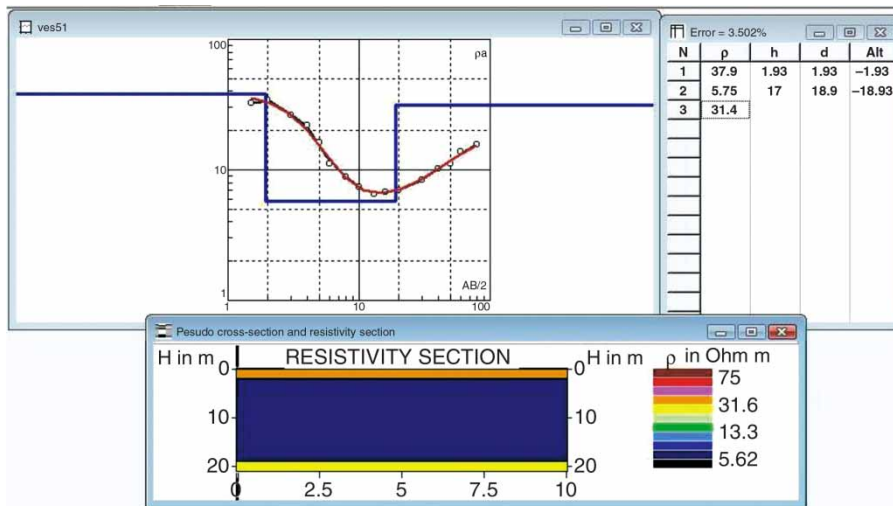 ves51
100
ρa
10
1
AB/2
1 10 100
Error = 3.502%
N ρ h d Alt
1 37.9 1.93 1.93 −1.93
2 5.75 17 18.9 −18.93
3 31.4
Pesudo cross-section and resistivity section
H in m RESISTIVITY SECTION H in m ρ in Ohm m
0 0 75
31.6
10 10 13.3
20 20 5.62
0 2.5 5 7.5 10